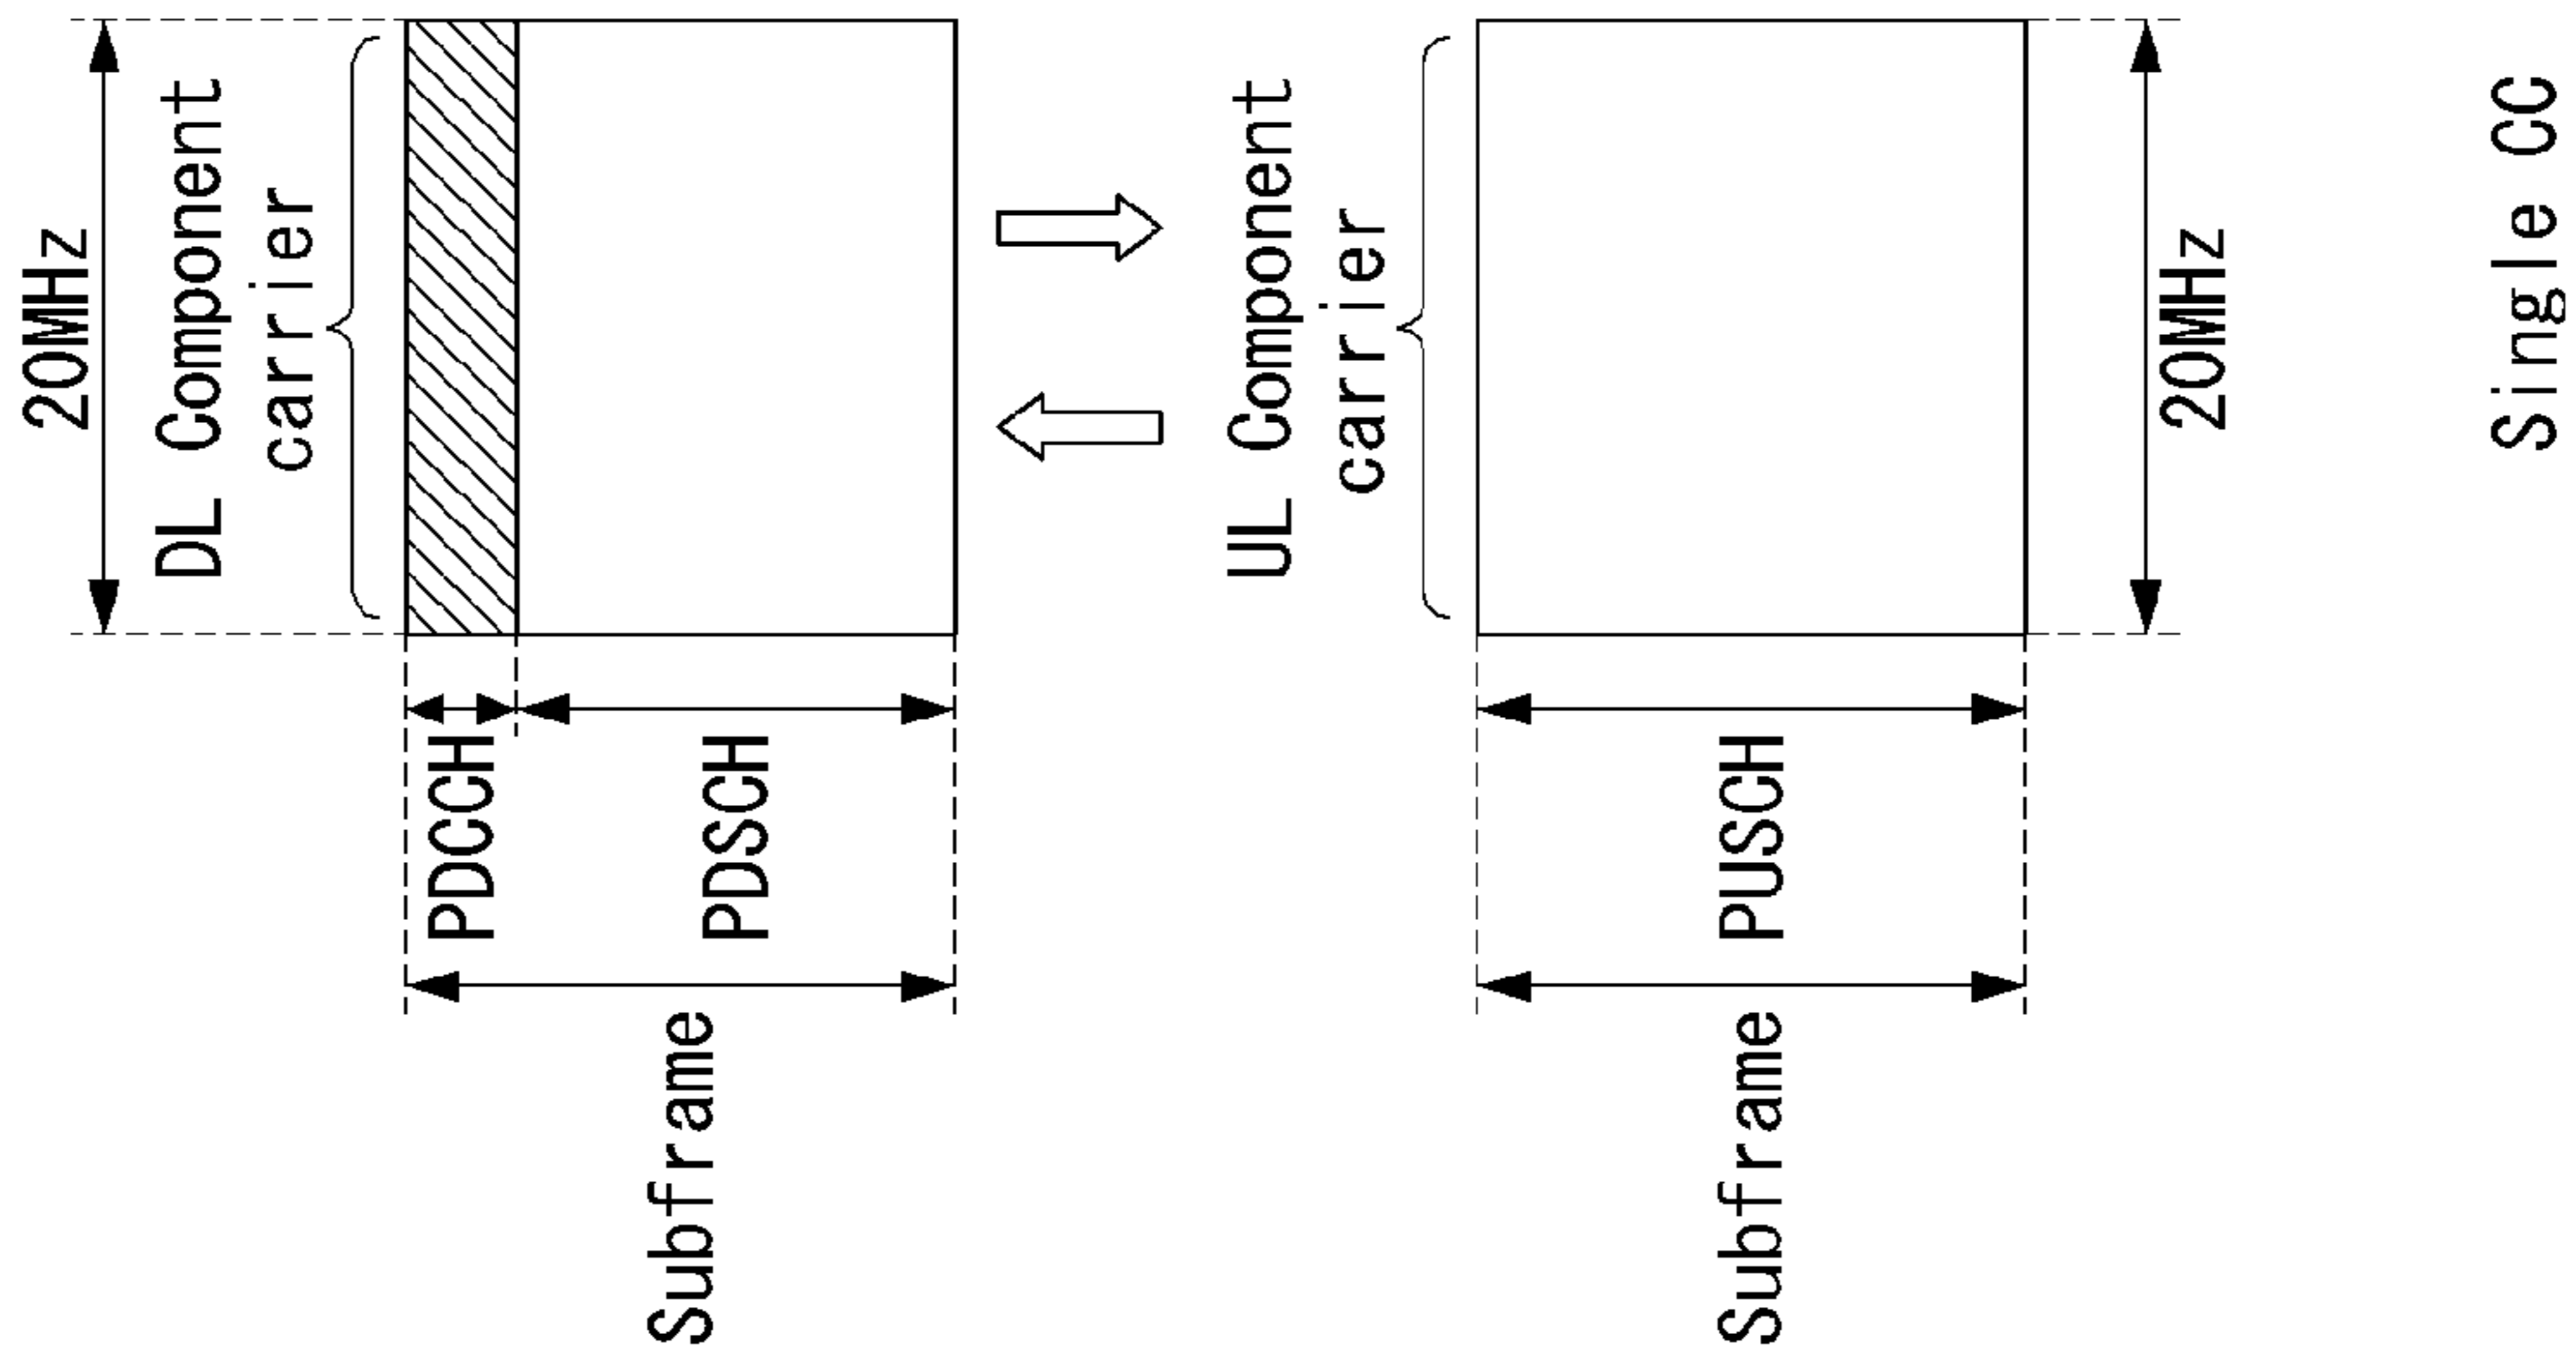 20MHz
DL Component
carrier
PDCCH
PDSCH
Subframe
UL Component
carrier
PUSCH
Subframe
20MHz
Single CC